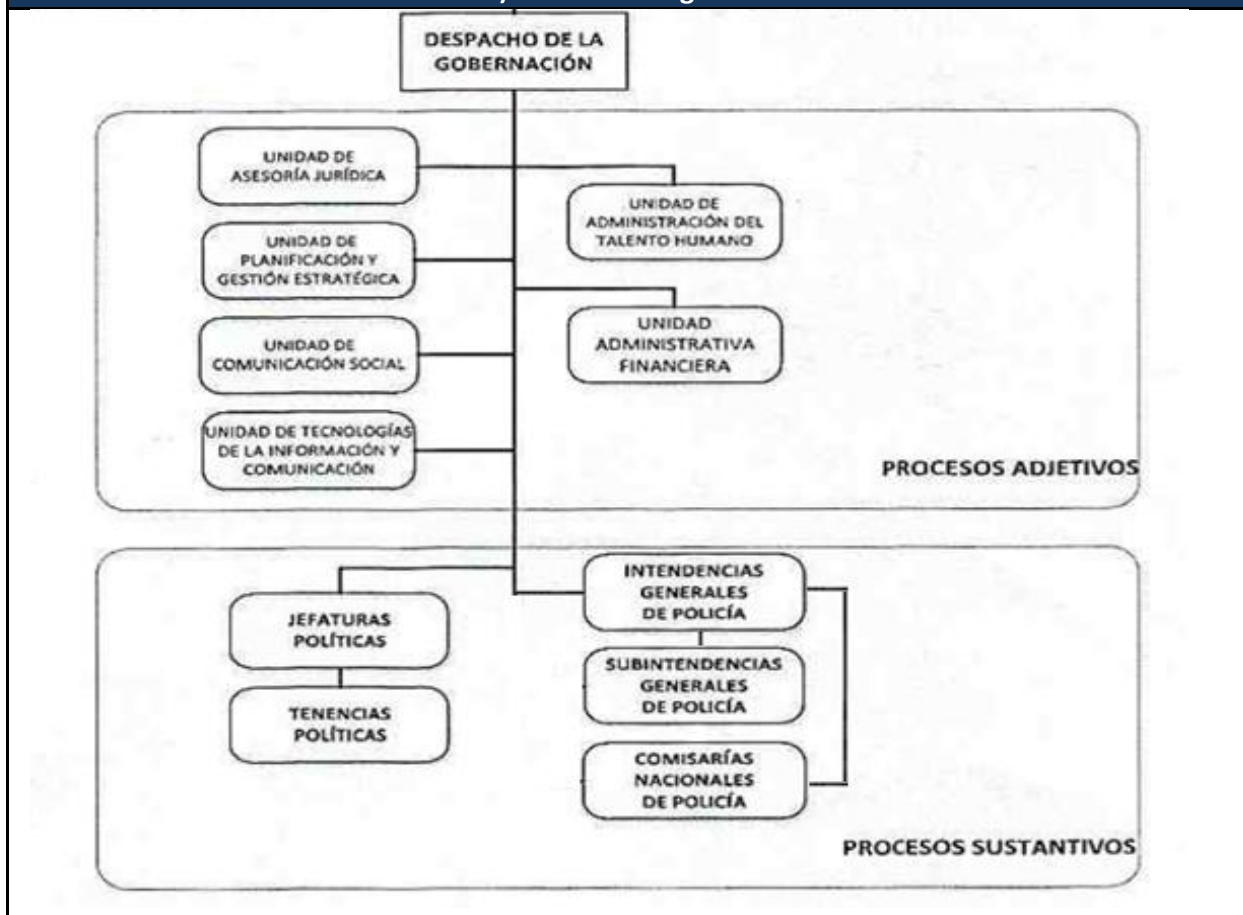 DESPACHO DE LA
GOBERNACIÓN
UNIDAD DE
ASESORÍA JURÍDICA
UNIDAD DE
ADMINISTRACIÓN DEL
TALENTO HUMANO
UNIDAD DE
PLANIFICACIÓN Y
GESTIÓN ESTRATÉGICA
UNIDAD
ADMINISTRATIVA
FINANCIERA
UNIDAD DE
COMUNICACIÓN SOCIAL
UNIDAD DE TECNOLOGÍAS
DE LA INFORMACIÓN Y
COMUNICACIÓN
PROCESOS ADJETIVOS
JEFATURAS
POLÍTICAS
TENENCIAS
POLÍTICAS
INTENDENCIAS
GENERALES
DE POLICÍA
SUBINTENDENCIAS
GENERALES
DE POLICÍA
COMISARÍAS
NACIONALES
DE POLICÍA
PROCESOS SUSTANTIVOS